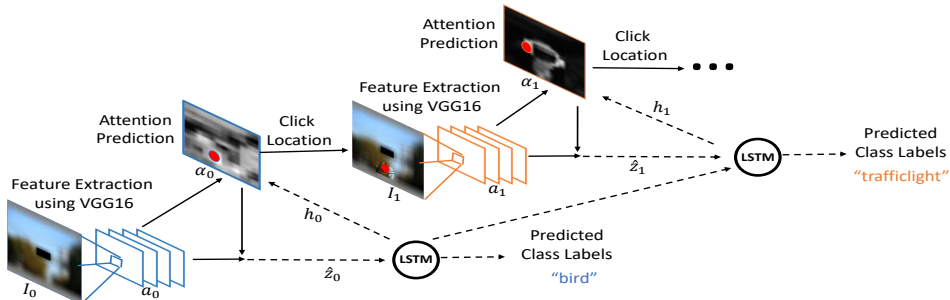 Attention
Prediction
α₁
Click
Location
Feature Extraction
using VGG16
I₁
a₁
h₁
ẑ₁
LSTM
Predicted
Class Labels
“trafficlight”
Attention
Prediction
α₀
Click
Location
Feature Extraction
using VGG16
I₀
a₀
h₀
ẑ₀
LSTM
Predicted
Class Labels
“bird”